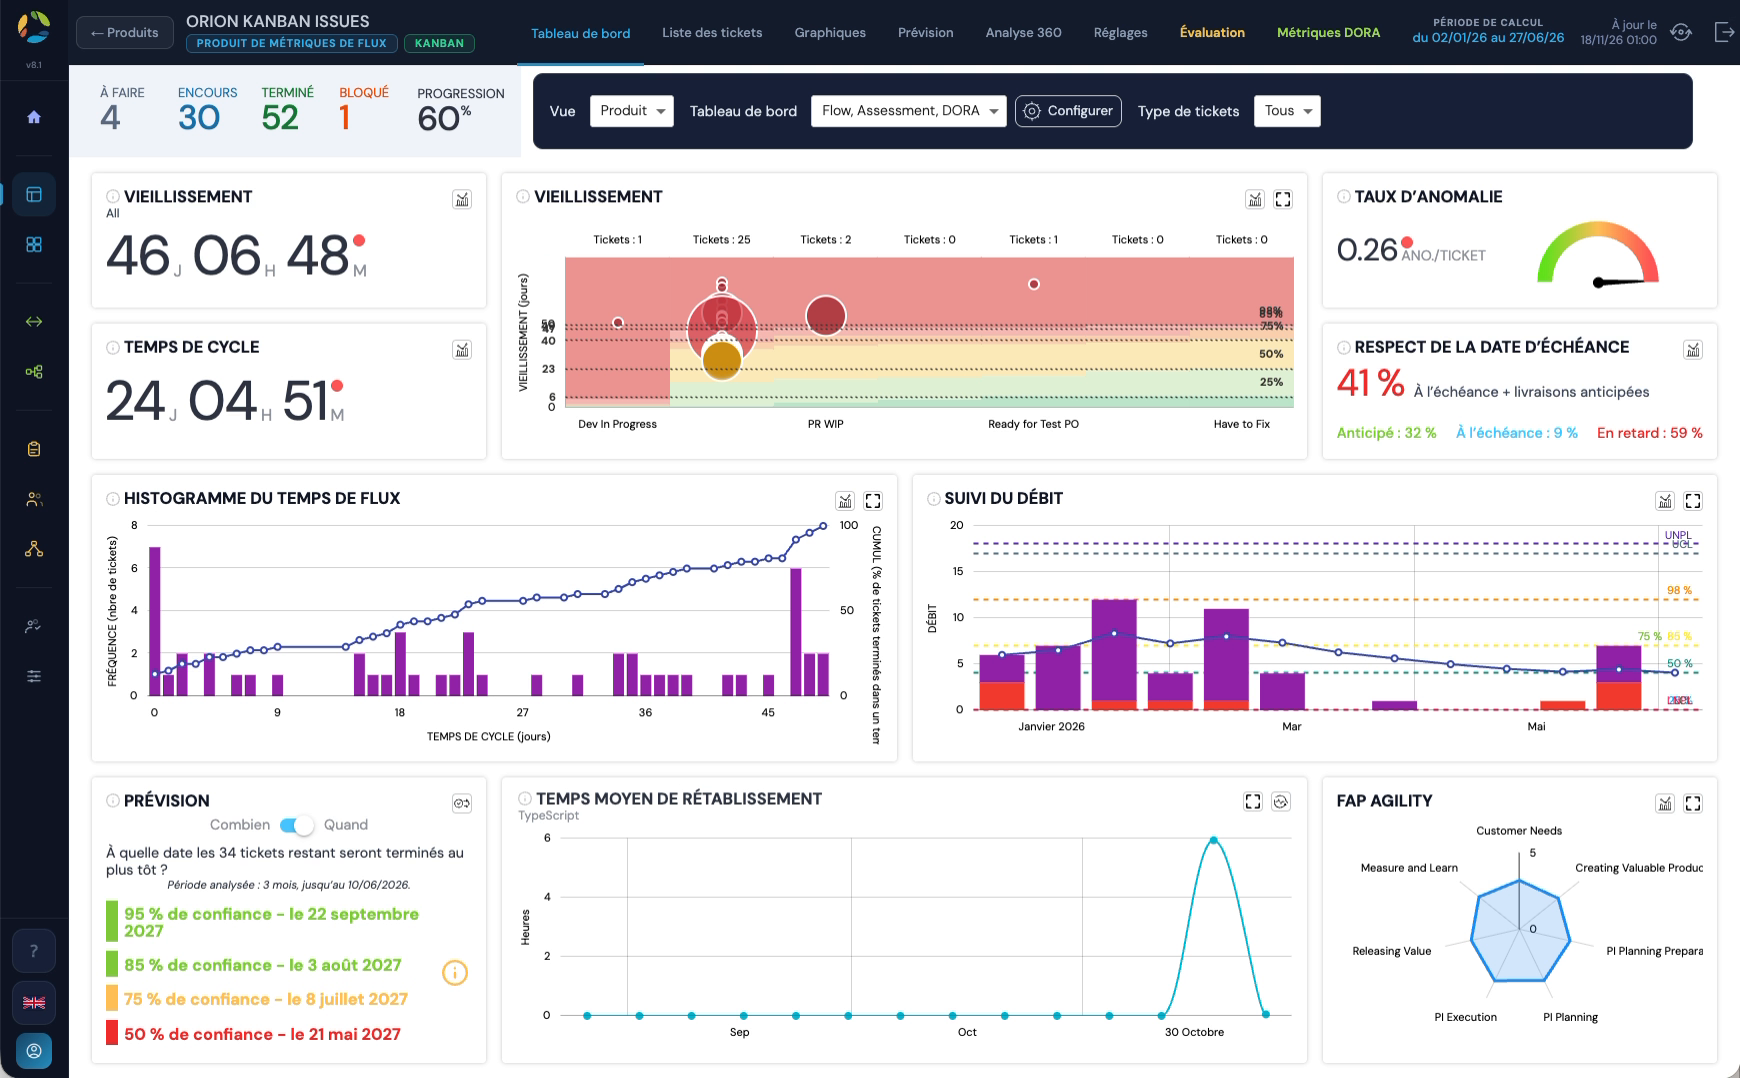 ← Produits
ORION KANBAN ISSUES
PRODUIT DE MÉTRIQUES DE FLUX
KANBAN
Tableau de bord
Liste des tickets
Graphiques
Prévision
Analyse 360
Réglages
Évaluation
Métriques DORA
PÉRIODE DE CALCUL
du 02/01/26 au 27/06/26
À jour le
18/11/26 01:00
v8.1
À FAIRE
4
ENCOURS
30
TERMINÉ
52
BLOQUÉ
1
PROGRESSION
60%
Vue
Produit
Tableau de bord
Flow, Assessment, DORA
Configurer
Type de tickets
Tous
VIEILLISSEMENT
All
46 J 06 H 48 M
TEMPS DE CYCLE
24 J 04 H 51 M
VIEILLISSEMENT
Tickets : 1
Tickets : 25
Tickets : 2
Tickets : 0
Tickets : 1
Tickets : 0
Tickets : 0
VIEILLISSEMENT (jours)
40
23
6
0
75%
50%
25%
Dev In Progress
PR WIP
Ready for Test PO
Have to Fix
TAUX D'ANOMALIE
0.26 ANO./TICKET
RESPECT DE LA DATE D'ÉCHÉANCE
41 % À l'échéance + livraisons anticipées
Anticipé : 32 %
À l'échéance : 9 %
En retard : 59 %
HISTOGRAMME DU TEMPS DE FLUX
FRÉQUENCE (nbre de tickets)
8
6
4
2
0
100
50
0
CUMUL (% de tickets terminés dans un tem
0
9
18
27
36
45
TEMPS DE CYCLE (jours)
SUIVI DU DÉBIT
DÉBIT
20
15
10
5
0
UNPL
UCL
98 %
75 %
85 %
50 %
Janvier 2026
Mar
Mai
PRÉVISION
Combien
Quand
À quelle date les 34 tickets restant seront terminés au
plus tôt ?
Période analysée : 3 mois, jusqu'au 10/06/2026.
95 % de confiance - le 22 septembre
2027
85 % de confiance - le 3 août 2027
75 % de confiance - le 8 juillet 2027
50 % de confiance - le 21 mai 2027
TEMPS MOYEN DE RÉTABLISSEMENT
TypeScript
Heures
6
4
2
0
Sep
Oct
30 Octobre
FAP AGILITY
Customer Needs
5
Measure and Learn
Creating Valuable Produc
0
Releasing Value
PI Planning Prepara
PI Execution
PI Planning
?